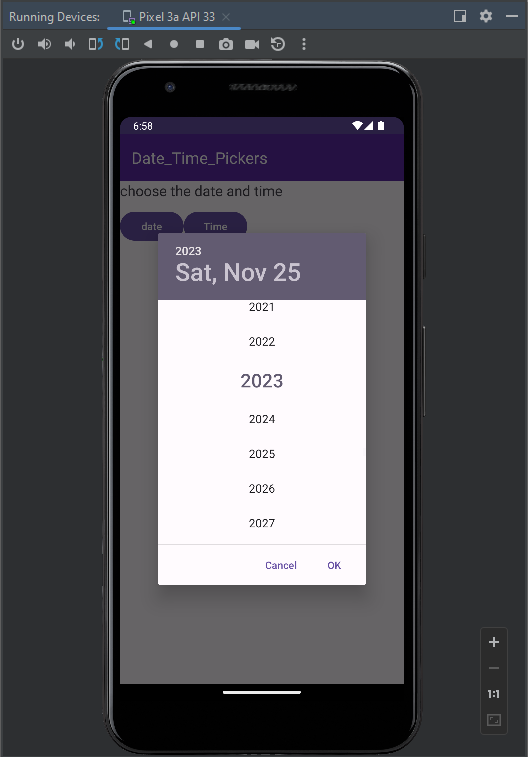 Running Devices: Pixel 3a API 33
6:58
Date_Time_Pickers
choose the date and time
date Time
2023
Sat, Nov 25
2021
2022
2023
2024
2025
2026
2027
Cancel OK
1:1